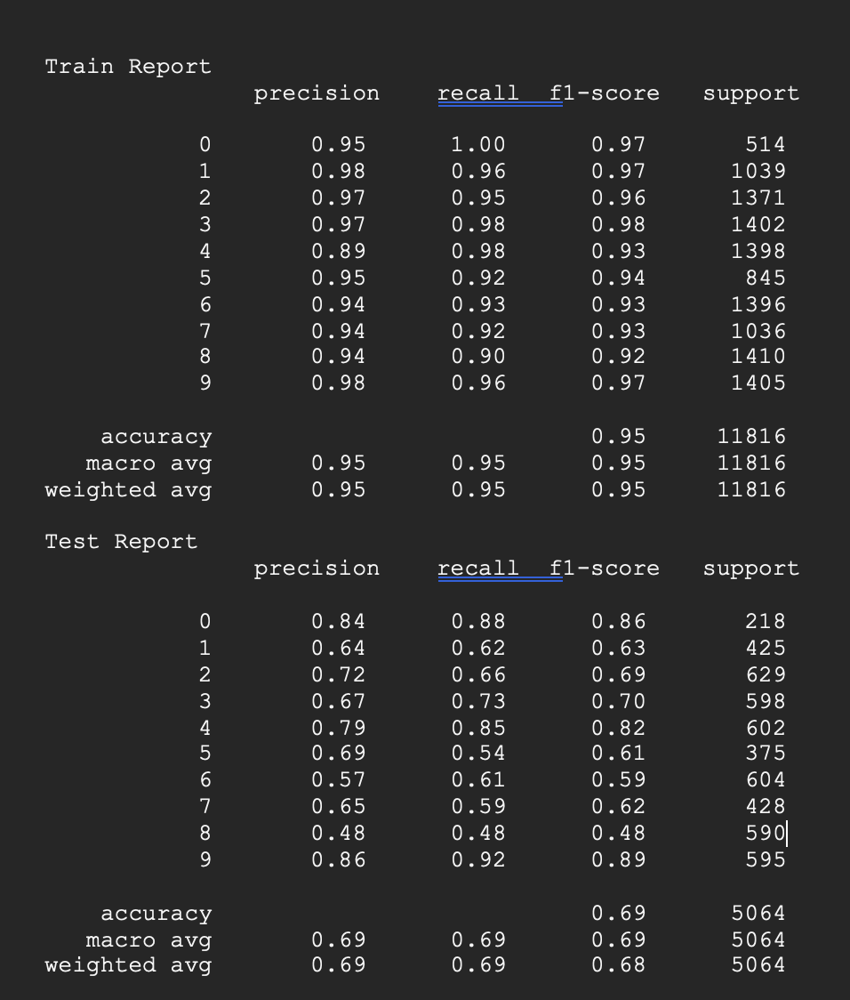 Train Report
precision recall f1-score support
0 0.95 1.00 0.97 514
1 0.98 0.96 0.97 1039
2 0.97 0.95 0.96 1371
3 0.97 0.98 0.98 1402
4 0.89 0.98 0.93 1398
5 0.95 0.92 0.94 845
6 0.94 0.93 0.93 1396
7 0.94 0.92 0.93 1036
8 0.94 0.90 0.92 1410
9 0.98 0.96 0.97 1405
accuracy 0.95 11816
macro avg 0.95 0.95 0.95 11816
weighted avg 0.95 0.95 0.95 11816
Test Report
precision recall f1-score support
0 0.84 0.88 0.86 218
1 0.64 0.62 0.63 425
2 0.72 0.66 0.69 629
3 0.67 0.73 0.70 598
4 0.79 0.85 0.82 602
5 0.69 0.54 0.61 375
6 0.57 0.61 0.59 604
7 0.65 0.59 0.62 428
8 0.48 0.48 0.48 590
9 0.86 0.92 0.89 595
accuracy 0.69 5064
macro avg 0.69 0.69 0.69 5064
weighted avg 0.69 0.69 0.68 5064